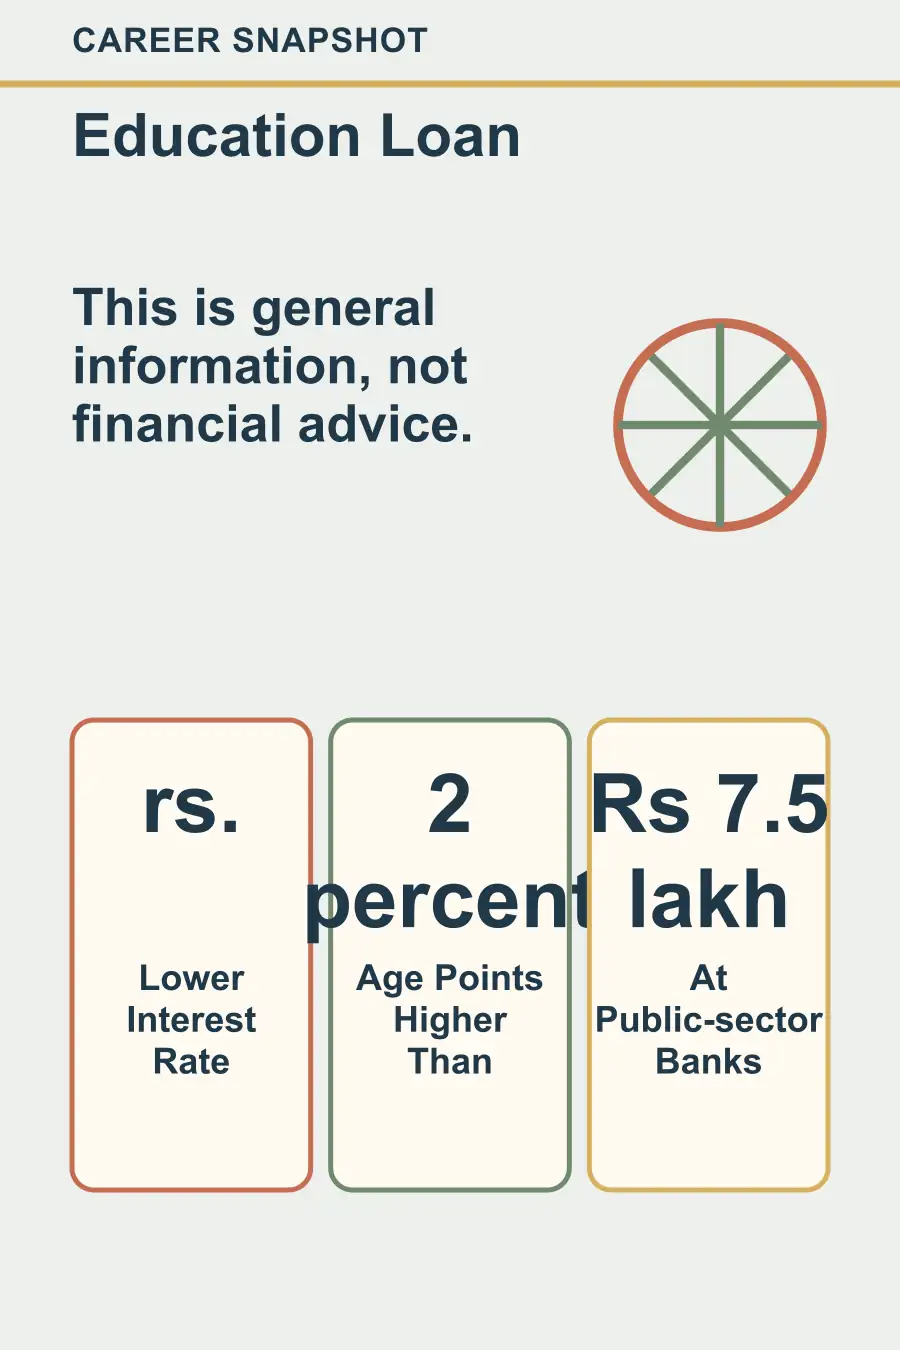 CAREER SNAPSHOT
Education Loan
This is general
information, not
financial advice.
rs.
Lower
Interest
Rate
2
percent
Age Points
Higher
Than
Rs 7.5
lakh
At
Public-sector
Banks